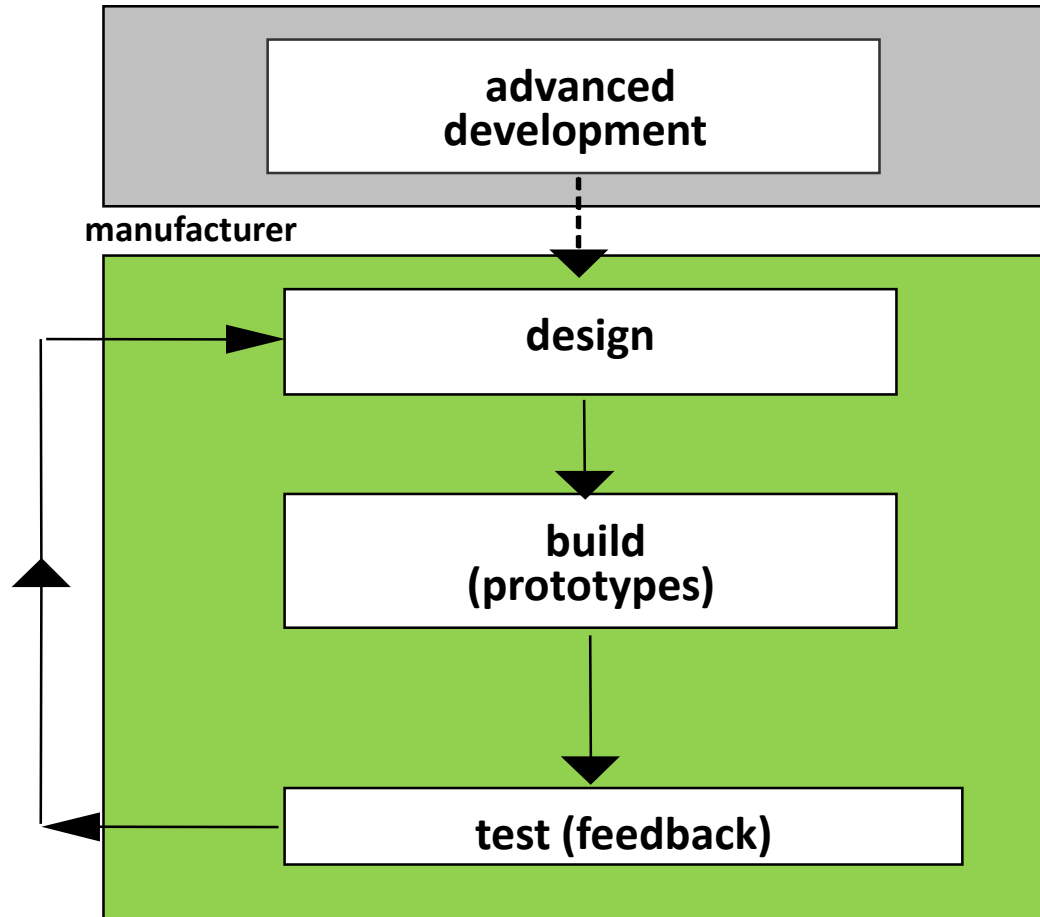 advanced
development
manufacturer
design
build
(prototypes)
test (feedback)